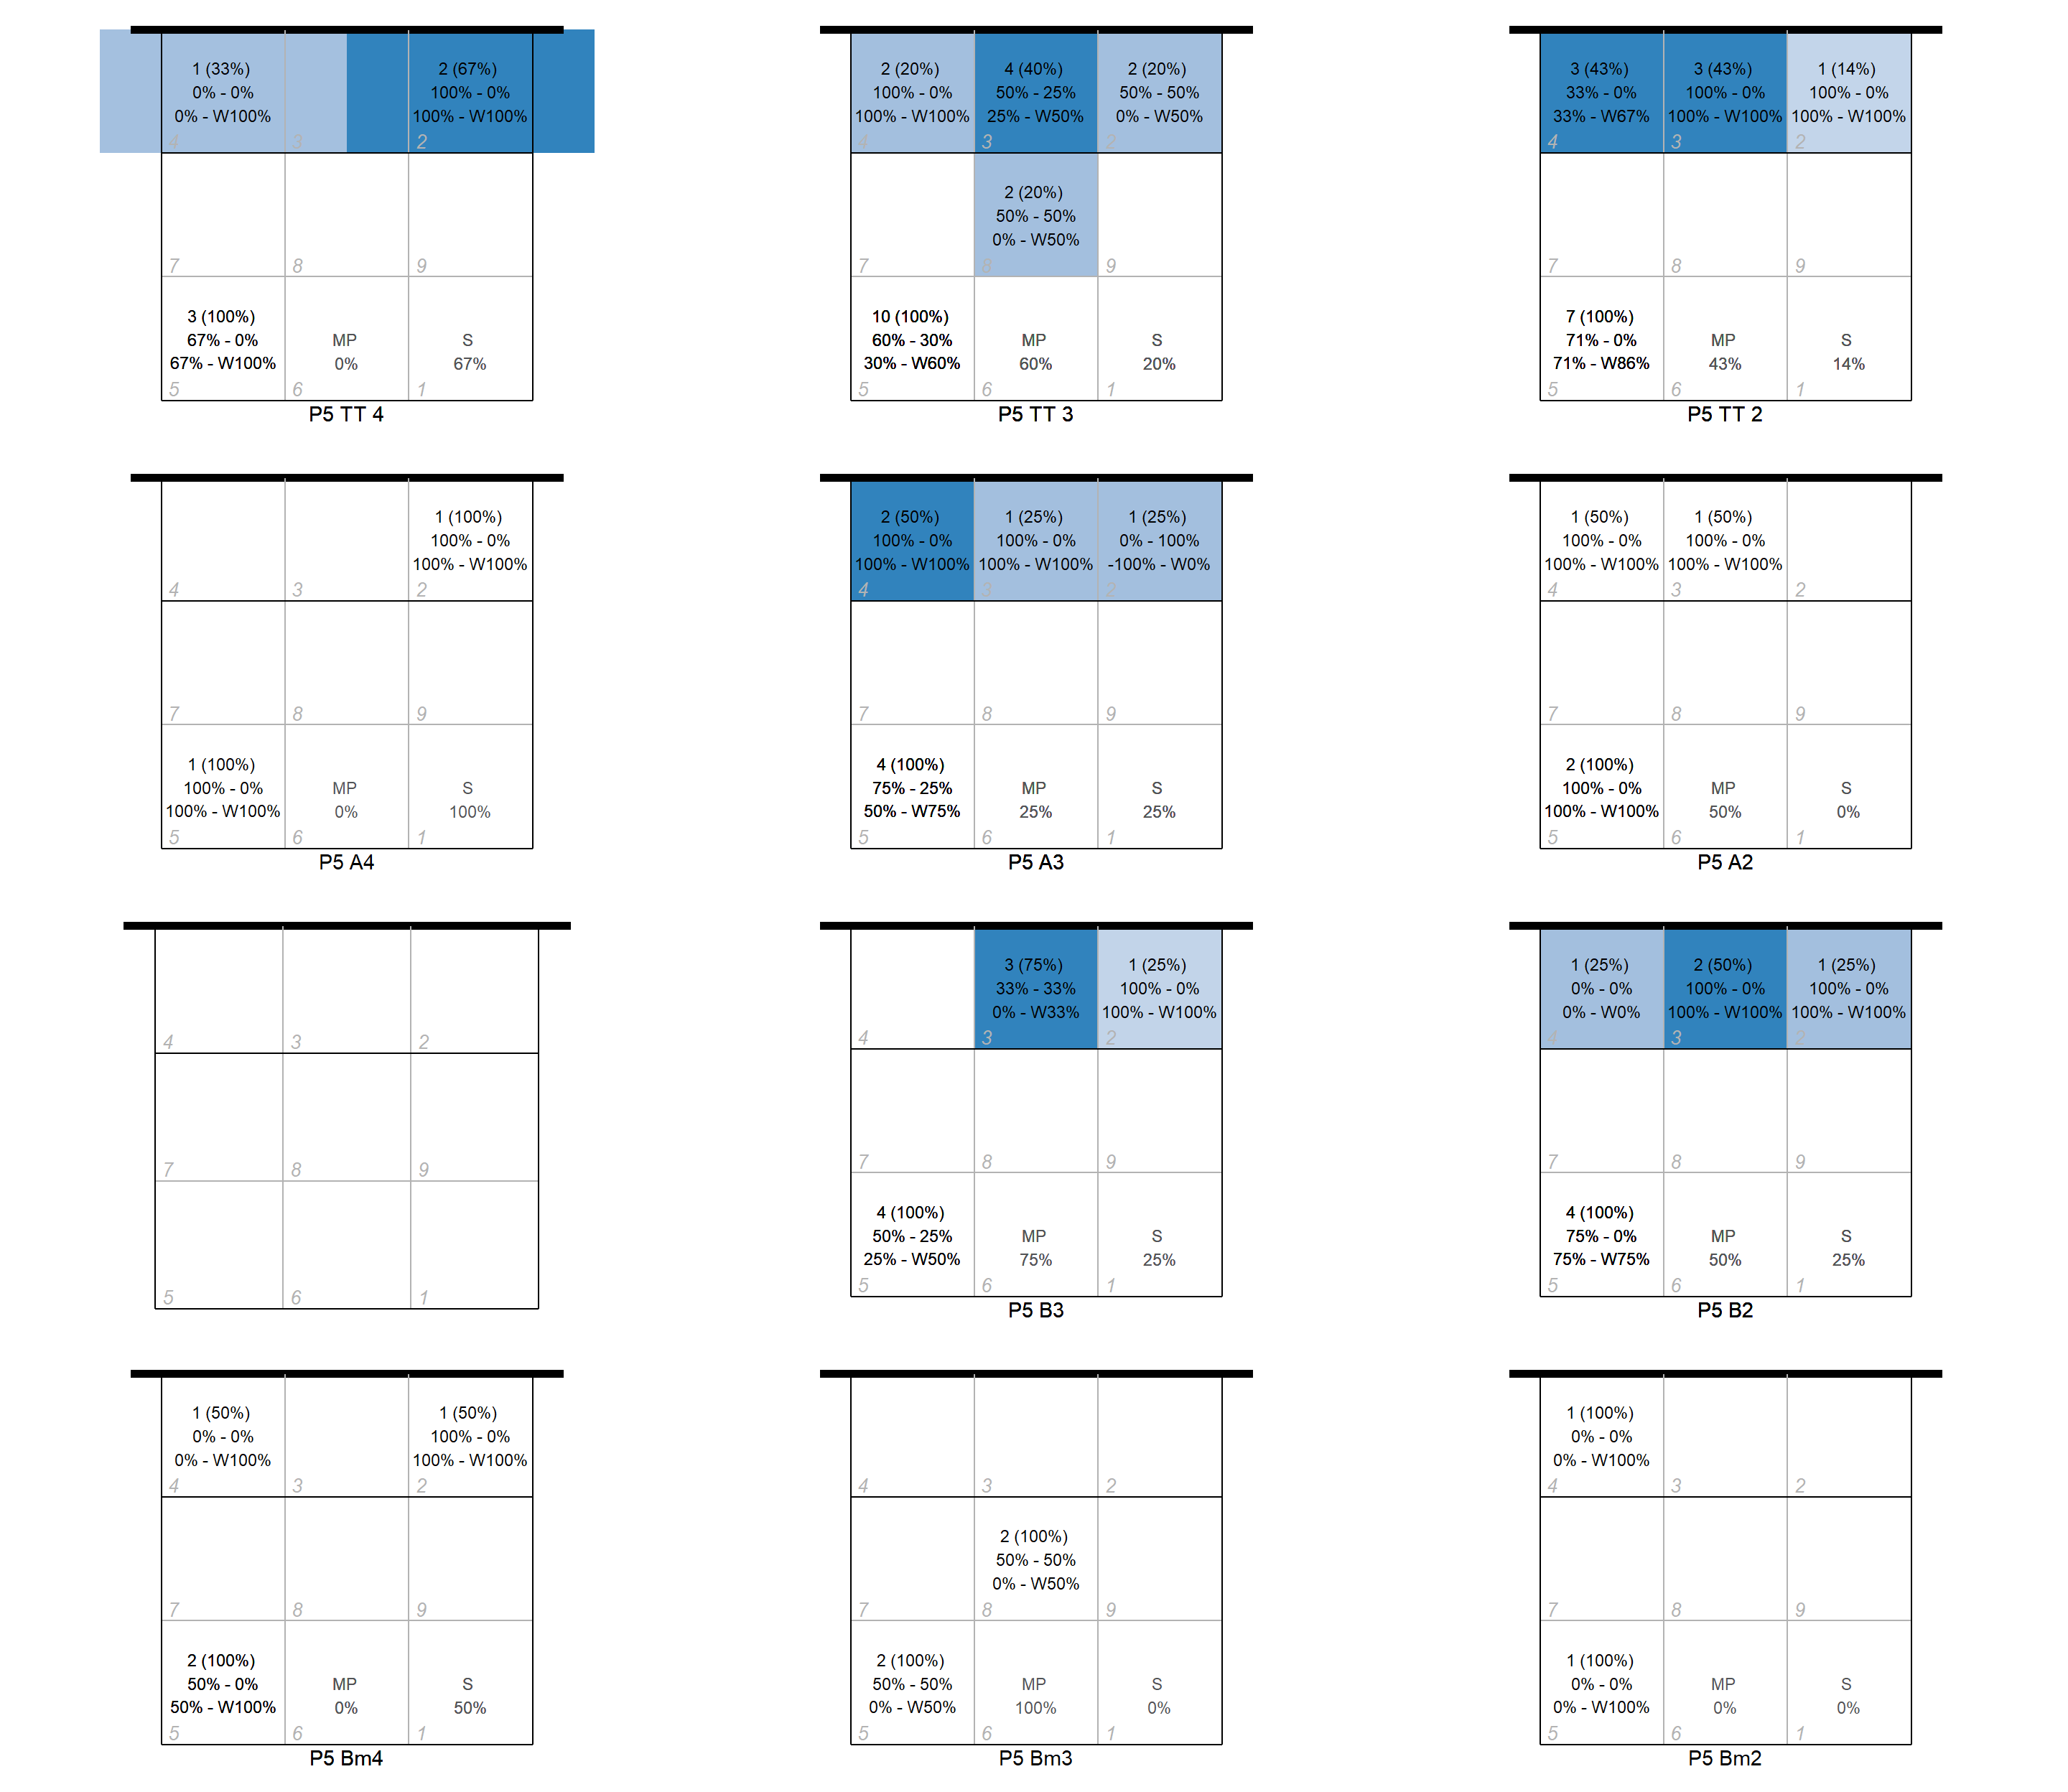 1 (33%)
0% - 0%
0% - W100%
2 (67%)
100% - 0%
100% - W100%
4
3
2
7
8
9
3 (100%)
67% - 0%
67% - W100%
MP
0%
S
67%
5
6
1
P5 TT 4
2 (20%)
100% - 0%
100% - W100%
4 (40%)
50% - 25%
25% - W50%
2 (20%)
50% - 50%
0% - W50%
4
3
2
2 (20%)
50% - 50%
0% - W50%
7
8
9
10 (100%)
60% - 30%
30% - W60%
MP
60%
S
20%
5
6
1
P5 TT 3
3 (43%)
33% - 0%
33% - W67%
3 (43%)
100% - 0%
100% - W100%
1 (14%)
100% - 0%
100% - W100%
4
3
2
7
8
9
7 (100%)
71% - 0%
71% - W86%
MP
43%
S
14%
5
6
1
P5 TT 2
1 (100%)
100% - 0%
100% - W100%
4
3
2
7
8
9
1 (100%)
100% - 0%
100% - W100%
MP
0%
S
100%
5
6
1
P5 A4
2 (50%)
100% - 0%
100% - W100%
1 (25%)
100% - 0%
100% - W100%
1 (25%)
0% - 100%
-100% - W0%
4
3
2
7
8
9
4 (100%)
75% - 25%
50% - W75%
MP
25%
S
25%
5
6
1
P5 A3
1 (50%)
100% - 0%
100% - W100%
1 (50%)
100% - 0%
100% - W100%
4
3
2
7
8
9
2 (100%)
100% - 0%
100% - W100%
MP
50%
S
0%
5
6
1
P5 A2
4
3
2
7
8
9
5
6
1
3 (75%)
33% - 33%
0% - W33%
1 (25%)
100% - 0%
100% - W100%
4
3
2
7
8
9
4 (100%)
50% - 25%
25% - W50%
MP
75%
S
25%
5
6
1
P5 B3
1 (25%)
0% - 0%
0% - W0%
2 (50%)
100% - 0%
100% - W100%
1 (25%)
100% - 0%
100% - W100%
4
3
2
7
8
9
4 (100%)
75% - 0%
75% - W75%
MP
50%
S
25%
5
6
1
P5 B2
1 (50%)
0% - 0%
0% - W100%
1 (50%)
100% - 0%
100% - W100%
4
3
2
7
8
9
2 (100%)
50% - 0%
50% - W100%
MP
0%
S
50%
5
6
1
P5 Bm4
4
3
2
2 (100%)
50% - 50%
0% - W50%
7
8
9
2 (100%)
50% - 50%
0% - W50%
MP
100%
S
0%
5
6
1
P5 Bm3
1 (100%)
0% - 0%
0% - W100%
4
3
2
7
8
9
1 (100%)
0% - 0%
0% - W100%
MP
0%
S
0%
5
6
1
P5 Bm2